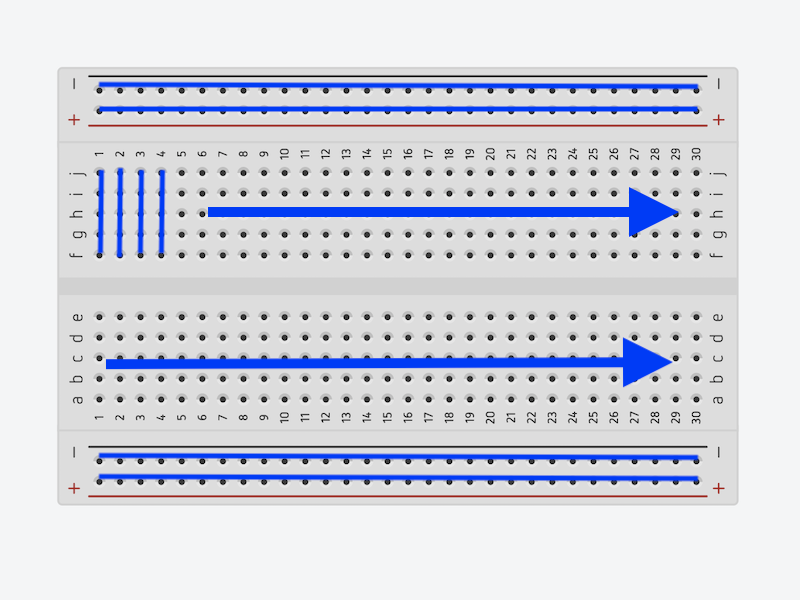 — —
+ +
1 2 3 4 5 6 7 8 9 10 11 12 13 14 15 16 17 18 19 20 21 22 23 24 25 26 27 28 29 30
j j
i i
h h
g g
f f
e e
d d
c c
b b
a a
1 2 3 4 5 6 7 8 9 10 11 12 13 14 15 16 17 18 19 20 21 22 23 24 25 26 27 28 29 30
— —
+ +